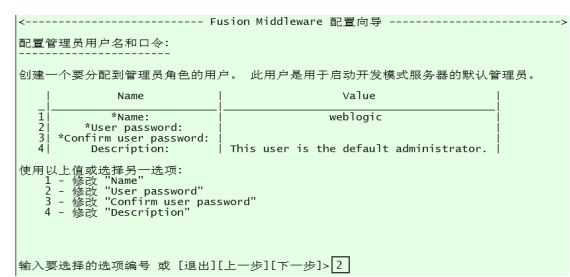 <---------------------- Fusion Middleware 配置向导 --------------------->
配置管理员用户名和口令:
----------------------
创建一个要分配到管理员角色的用户。 此用户是用于启动开发模式服务器的默认管理员。
| Name | Value |
_|________________________|_________________________________________|
1| *Name: | weblogic |
2| *User password: | |
3| *Confirm user password: | |
4| Description: | This user is the default administrator. |
使用以上值或选择另一选项:
1 - 修改 "Name"
2 - 修改 "User password"
3 - 修改 "Confirm user password"
4 - 修改 "Description"
输入要选择的选项编号 或 [退出][上一步][下一步]> 2